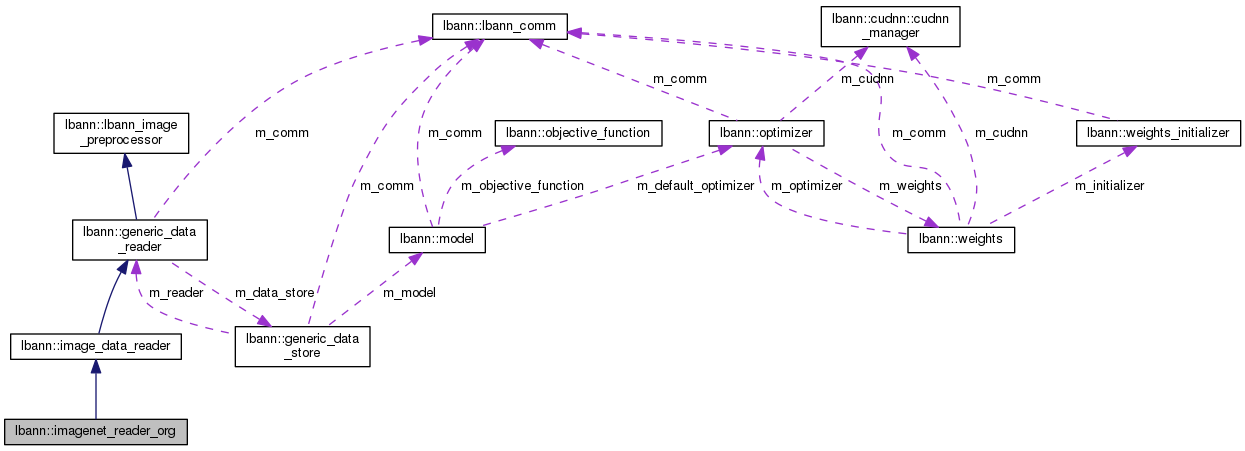 lbann::lbann_comm
lbann::cudnn::cudnn
_manager
m_comm
m_cudnn
m_comm
lbann::lbann_image
_preprocessor
m_comm
m_comm
lbann::objective_function
lbann::optimizer
m_comm
m_cudnn
lbann::weights_initializer
m_comm
m_objective_function
m_default_optimizer
m_optimizer
m_weights
m_initializer
lbann::generic_data
_reader
lbann::model
lbann::weights
m_reader
m_data_store
m_model
lbann::image_data_reader
lbann::generic_data
_store
lbann::imagenet_reader_org